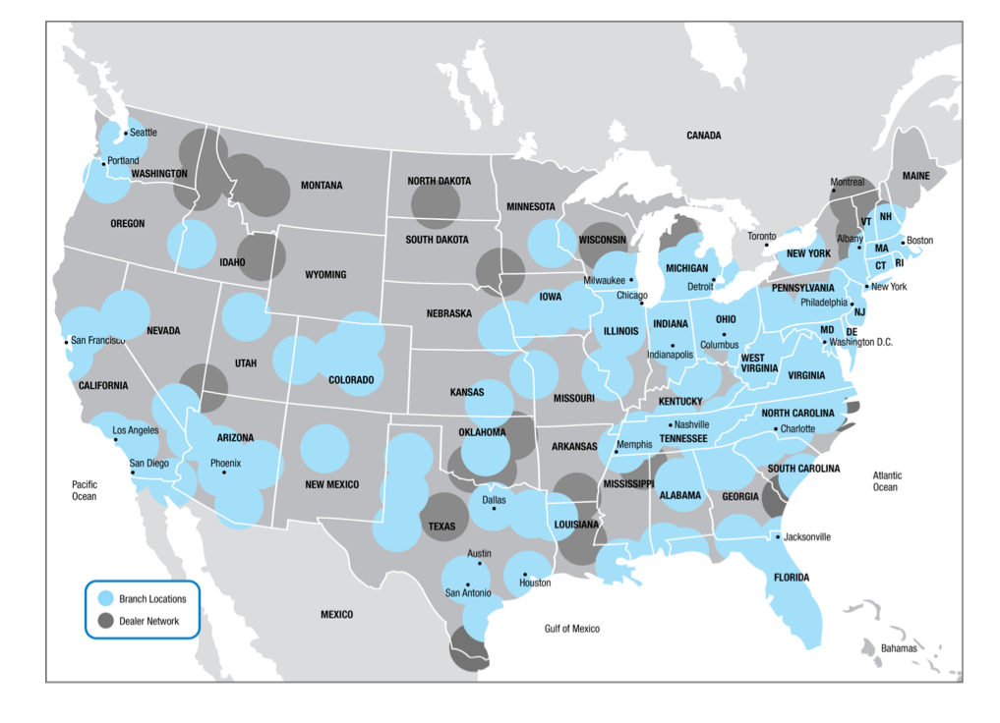 CANADA
Seattle
Portland
WASHINGTON
MONTANA
NORTH DAKOTA
MINNESOTA
MAINE
Montreal
VT
NH
OREGON
IDAHO
WYOMING
SOUTH DAKOTA
WISCONSIN
Toronto
Albany
Boston
MA
NEW YORK
CT
RI
MICHIGAN
Milwaukee
Detroit
Chicago
New York
PENNSYLVANIA
Philadelphia
NJ
IOWA
NEBRASKA
NEVADA
San Francisco
UTAH
COLORADO
CALIFORNIA
ILLINOIS
INDIANA
OHIO
Indianapolis
Columbus
MD
DE
Washington D.C.
WEST
VIRGINIA
VIRGINIA
KANSAS
MISSOURI
KENTUCKY
NORTH CAROLINA
Nashville
TENNESSEE
Charlotte
Los Angeles
ARIZONA
OKLAHOMA
ARKANSAS
Memphis
San Diego
Phoenix
NEW MEXICO
MISSISSIPPI
ALABAMA
GEORGIA
SOUTH CAROLINA
Pacific
Ocean
Atlantic
Ocean
Dallas
TEXAS
LOUISIANA
Jacksonville
Austin
San Antonio
Houston
FLORIDA
Branch Locations
Dealer Network
MEXICO
Gulf of Mexico
Bahamas